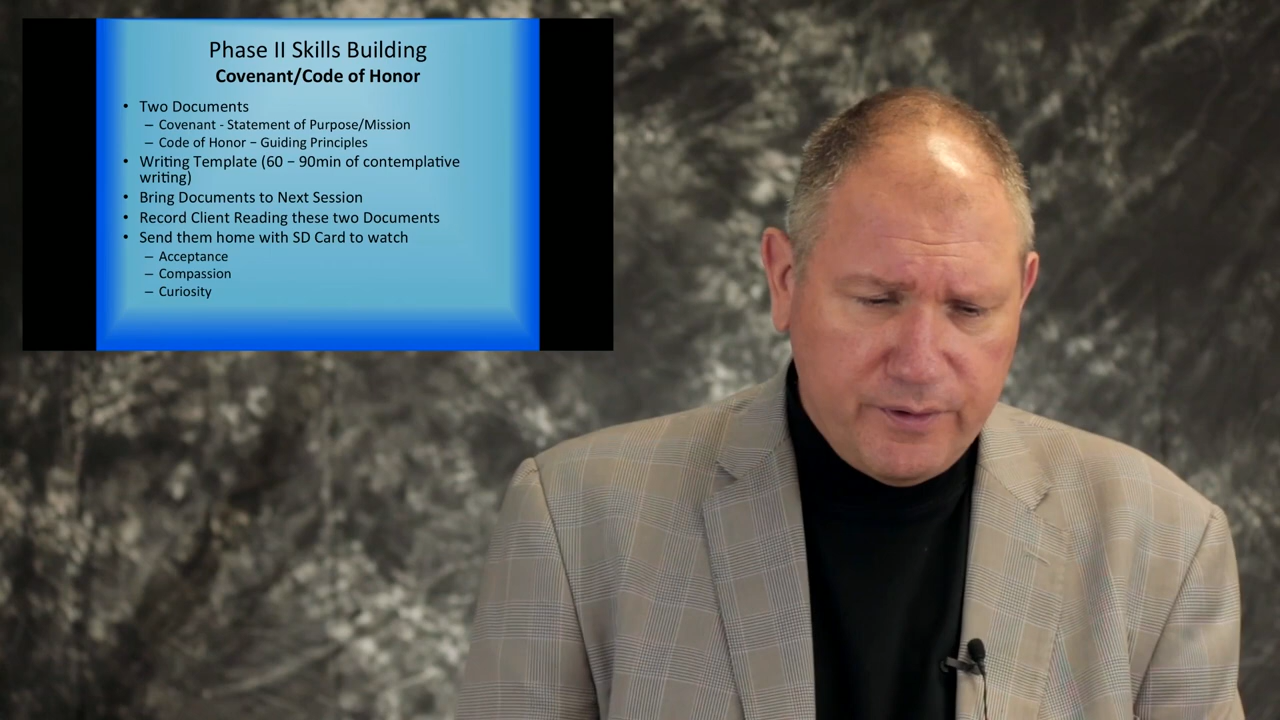 Phase II Skills Building
Covenant/Code of Honor
• Two Documents
– Covenant - Statement of Purpose/Mission
– Code of Honor – Guiding Principles
• Writing Template (60 – 90min of contemplative
writing)
• Bring Documents to Next Session
• Record Client Reading these two Documents
• Send them home with SD Card to watch
– Acceptance
– Compassion
– Curiosity